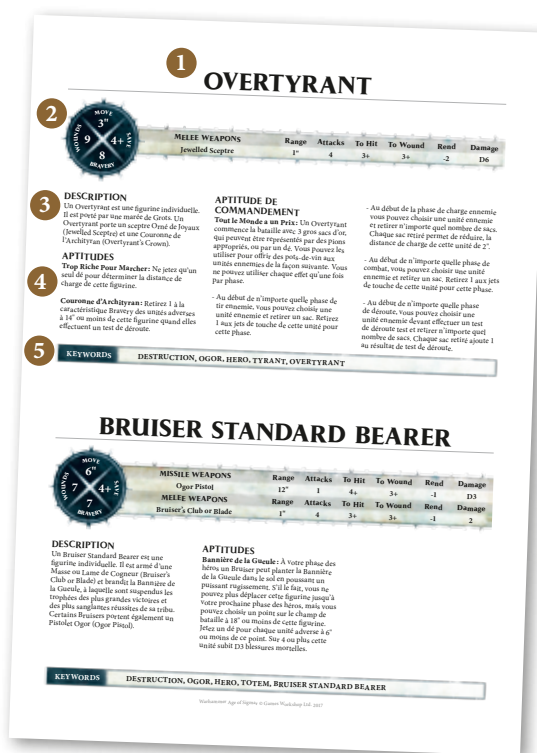 1
OVERTYRANT
2
MOVE
3"
WOUNDS 9 4+ SAVE
8
BRAVERY
MELEE WEAPONS Range Attacks To Hit To Wound Rend Damage
Jewelled Sceptre 1" 4 3+ 3+ -2 D6
3
DESCRIPTION
Un Overtyrant est une figurine individuelle.
Il est porté par une marée de Grots. Un
Overtyrant porte un sceptre Orné de Joyaux
(Jewelled Sceptre) et une Couronne de
l'Archityran (Overtyrant's Crown).
APTITUDES
4
Trop Riche Pour Marcher: Ne jetez qu'un
seul dé pour déterminer la distance de
charge de cette figurine.
Couronne d'Archityran: Retirez 1 à la
caractéristique Bravery des unités adverses
à 14" ou moins de cette figurine quand elles
effectuent un test de déroute.
APTITUDE DE
COMMANDEMENT
Tout le Monde a un Prix: Un Overtyrant
commence la bataille avec 3 gros sacs d'or,
qui peuvent être représentés par des pions
appropriés, ou par un dé. Vous pouvez les
utiliser pour offrir des pots-de-vin aux
unités ennemies de la façon suivante. Vous
ne pouvez utiliser chaque effet qu'une fois
par phase.
- Au début de n'importe quelle phase de
tir ennemie, vous pouvez choisir une
unité ennemie et retirer un sac. Retirez
1 aux jets de touche de cette unité pour
cette phase.
- Au début de la phase de charge ennemie
vous pouvez choisir une unité ennemie
et retirer n'importe quel nombre de sacs.
Chaque sac retiré permet de réduire, la
distance de charge de cette unité de 2".
- Au début de n'importe quelle phase de
combat, vous pouvez choisir une unité
ennemie et retirer un sac. Retirez 1 aux jets
de touche de cette unité pour cette phase.
- Au début de n'importe quelle phase de
déroute, vous pouvez choisir une
unité ennemie devant effectuer un test
de déroute test et retirer n'importe quel
nombre de sacs. Chaque sac retiré ajoute 1
au résultat de test de déroute.
5
KEYWORDS DESTRUCTION, OGOR, HERO, TYRANT, OVERTYRANT
BRUISER STANDARD BEARER
MOVE
6"
WOUNDS 7 4+ SAVE
7
BRAVERY
MISSILE WEAPONS Range Attacks To Hit To Wound Rend Damage
Ogor Pistol 12" 1 4+ 3+ -1 D3
MELEE WEAPONS Range Attacks To Hit To Wound Rend Damage
Bruiser's Club or Blade 1" 4 3+ 3+ -1 2
DESCRIPTION
Un Bruiser Standard Bearer est une
figurine individuelle. Il est armé d'une
Masse ou Lame de Cogneur (Bruiser's
Club or Blade) et brandit la Bannière de
la Gueule, à laquelle sont suspendus les
trophées des plus grandes victoires et
des plus sanglantes réussites de sa tribu.
Certains Bruisers portent également un
Pistolet Ogor (Ogor Pistol).
APTITUDES
Bannière de la Gueule: À votre phase des
héros un Bruiser peut planter la Bannière
de la Gueule dans le sol en poussant un
puissant rugissement. S'il le fait, vous ne
pouvez plus déplacer cette figurine jusqu'à
votre prochaine phase des héros, mais vous
pouvez choisir un point sur le champ de
bataille à 18" ou moins de cette figurine.
Jetez un dé pour chaque unité adverse à 6"
ou moins de ce point. Sur 4 ou plus cette
unité subit D3 blessures mortelles.
KEYWORDS DESTRUCTION, OGOR, HERO, TOTEM, BRUISER STANDARD BEARER
Warhammer Age of Sigmar, © Games Workshop Ltd. 2017